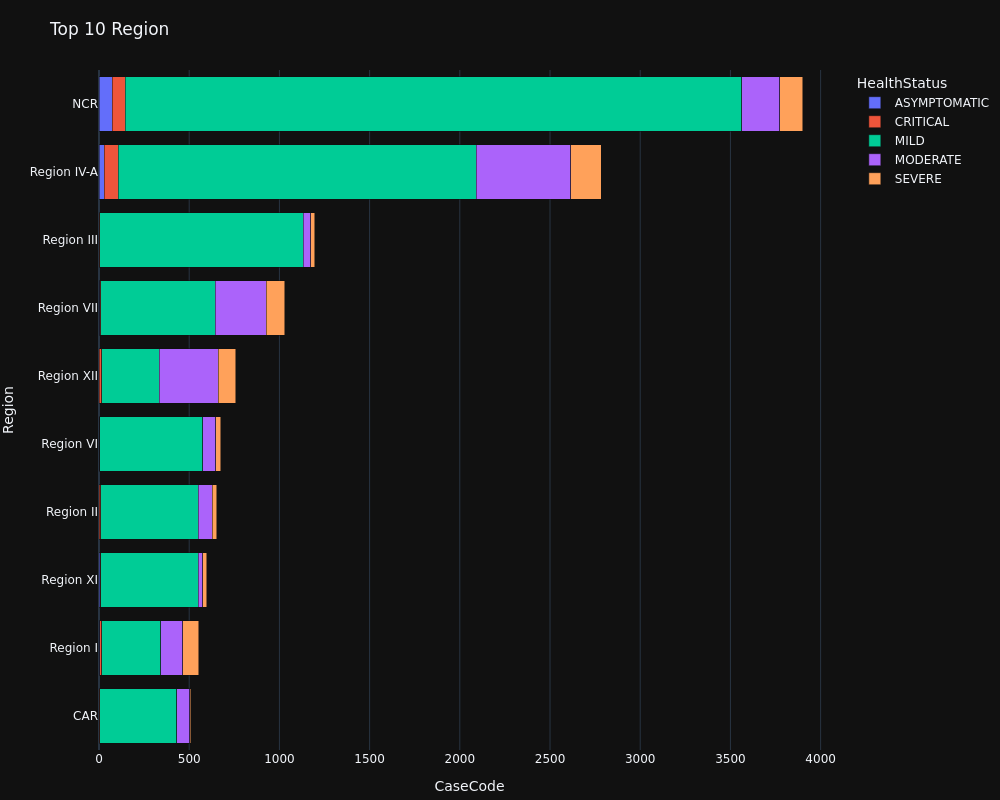 Top 10 Region
HealthStatus
ASYMPTOMATIC
CRITICAL
MILD
MODERATE
SEVERE
NCR
Region IV-A
Region III
Region VII
Region XII
Region VI
Region II
Region XI
Region I
CAR
Region
0 500 1000 1500 2000 2500 3000 3500 4000
CaseCode